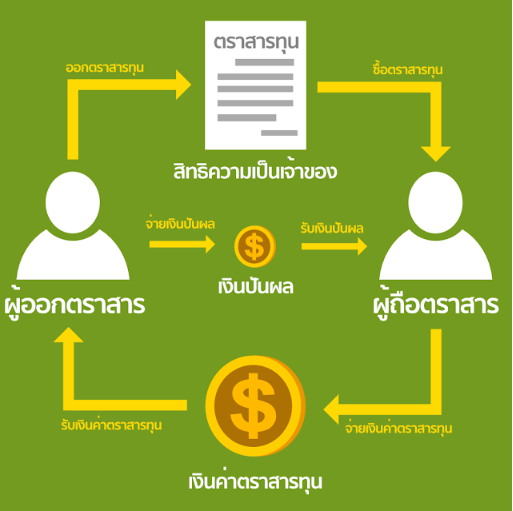 ตราสารทุน
ออกตราสารทุน
ซื้อตราสารทุน
สิทธิความเป็นเจ้าของ
จ่ายเงินปันผล
รับเงินปันผล
เงินปันผล
ผู้ออกตราสาร
ผู้ถือตราสาร
รับเงินค่าตราสารทุน
จ่ายเงินค่าตราสารทุน
เงินค่าตราสารทุน